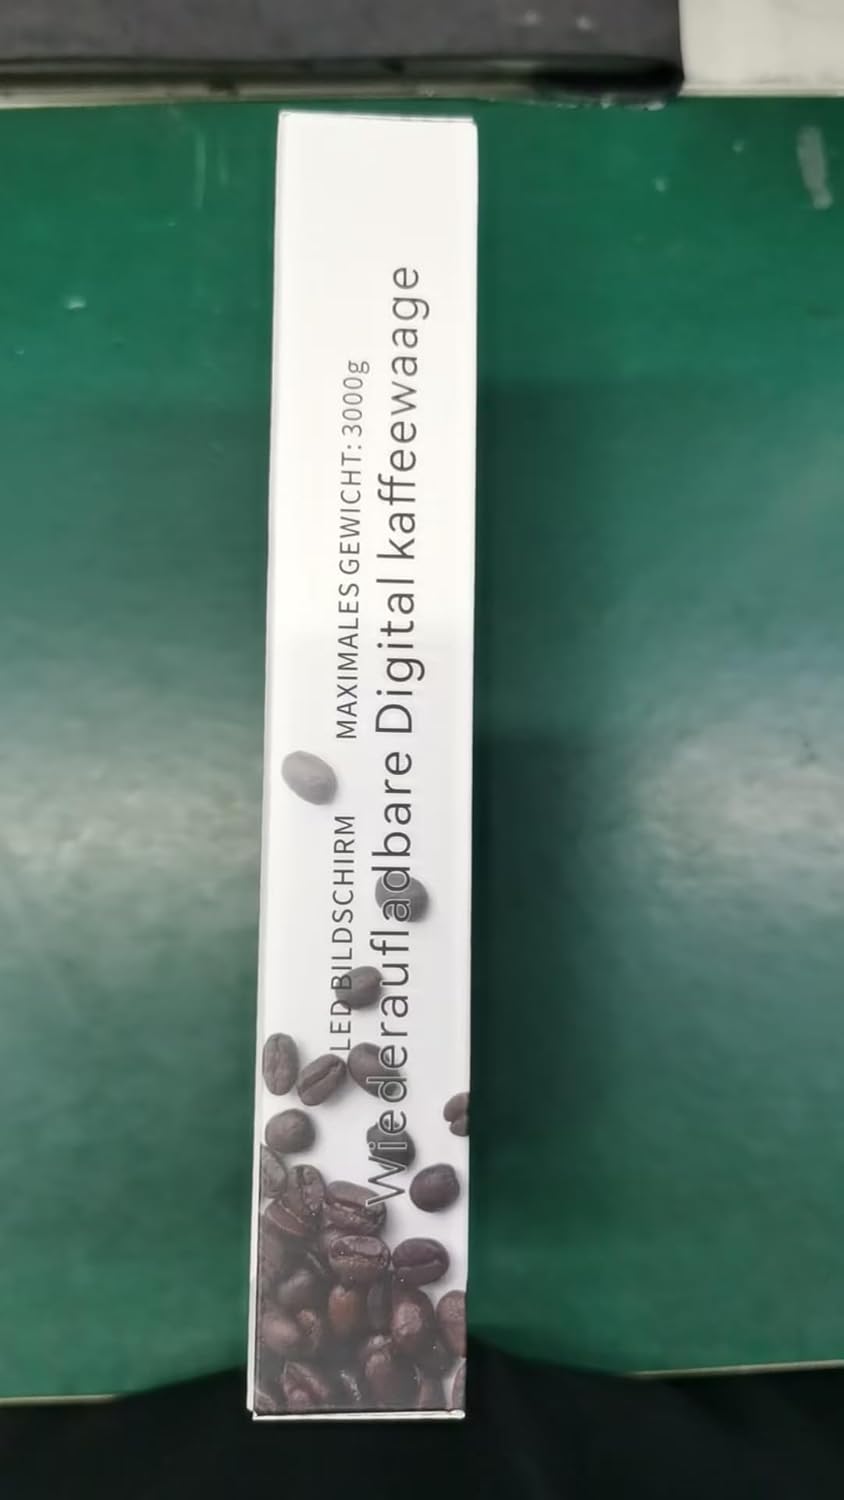 LED BILDSCHIRM MAXIMALES GEWICHT: 3000g
Wiederaufladbare Digital kaffeewaage